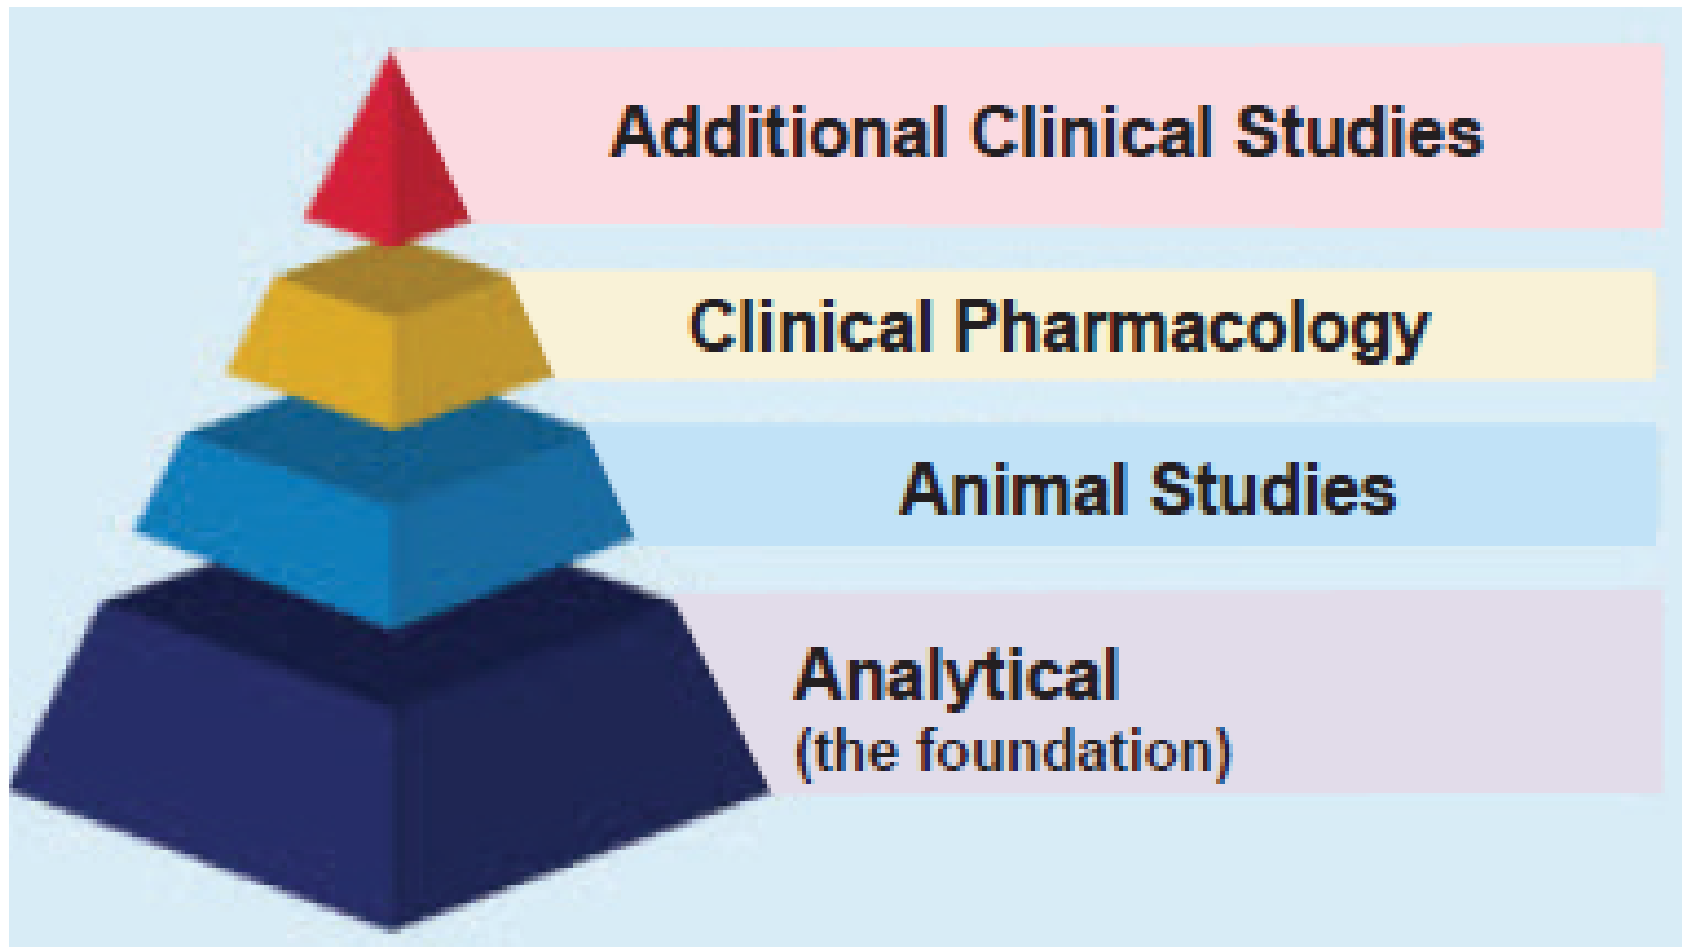 Additional Clinical Studies
Clinical Pharmacology
Animal Studies
Analytical
(the foundation)